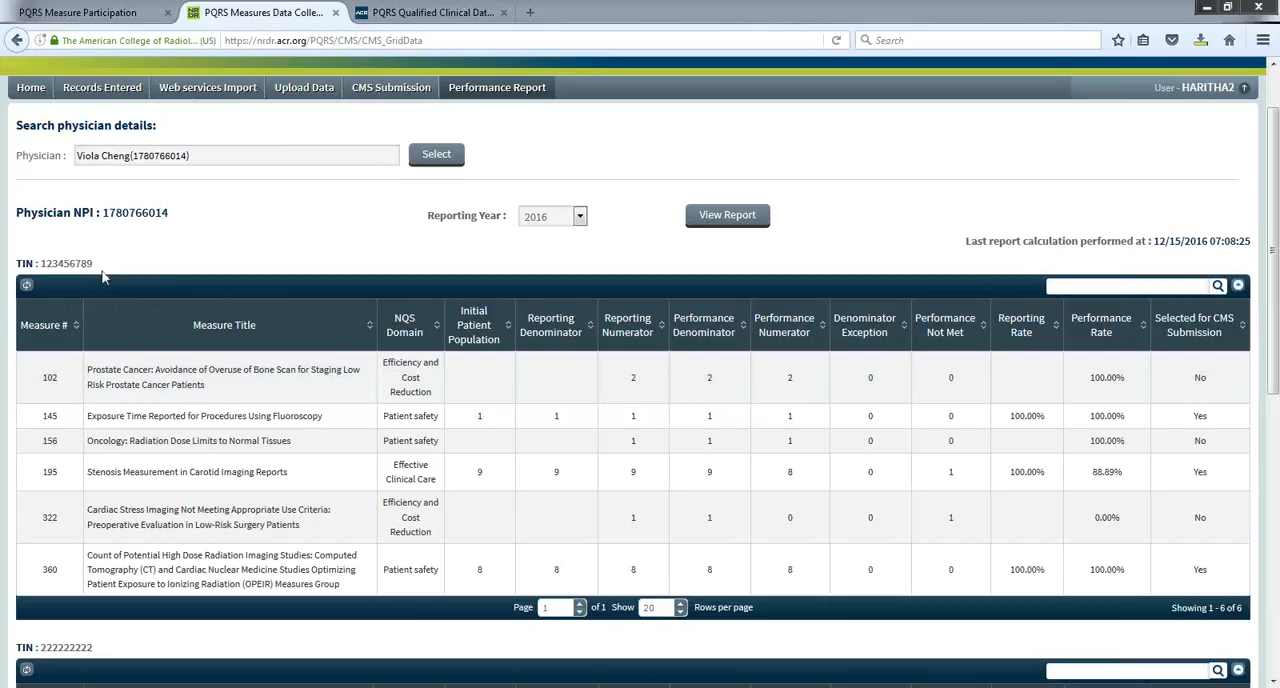 PQRS Measure Participation
PQRS Measures Data Colle...
PQRS Qualified Clinical Dat...
The American College of Radiol... (US)
https://nrdr.acr.org/PQRS/CMS/CMS_GridData
Search
Home
Records Entered
Web services Import
Upload Data
CMS Submission
Performance Report
User - HARITHA2
Search physician details:
Physician : Viola Cheng(1780766014) Select
Physician NPI : 1780766014 Reporting Year : 2016 View Report
Last report calculation performed at : 12/15/2016 07:08:25
TIN : 123456789
Measure # Measure Title NQS Domain Initial Patient Population Reporting Denominator Reporting Numerator Performance Denominator Performance Numerator Denominator Exception Performance Not Met Reporting Rate Performance Rate Selected for CMS Submission
102 Prostate Cancer: Avoidance of Overuse of Bone Scan for Staging Low Risk Prostate Cancer Patients Efficiency and Cost Reduction 2 2 2 0 0 100.00% No
145 Exposure Time Reported for Procedures Using Fluoroscopy Patient safety 1 1 1 1 1 0 0 100.00% 100.00% Yes
156 Oncology: Radiation Dose Limits to Normal Tissues Patient safety 1 1 1 0 0 100.00% No
195 Stenosis Measurement in Carotid Imaging Reports Effective Clinical Care 9 9 9 9 8 0 1 100.00% 88.89% Yes
322 Cardiac Stress Imaging Not Meeting Appropriate Use Criteria: Preoperative Evaluation in Low-Risk Surgery Patients Efficiency and Cost Reduction 1 1 0 0 1 0.00% No
360 Count of Potential High Dose Radiation Imaging Studies: Computed Tomography (CT) and Cardiac Nuclear Medicine Studies Optimizing Patient Exposure to Ionizing Radiation (OPEIR) Measures Group Patient safety 8 8 8 8 8 0 0 100.00% 100.00% Yes
Page 1 of 1 Show 20 Rows per page Showing 1 - 6 of 6
TIN : 222222222